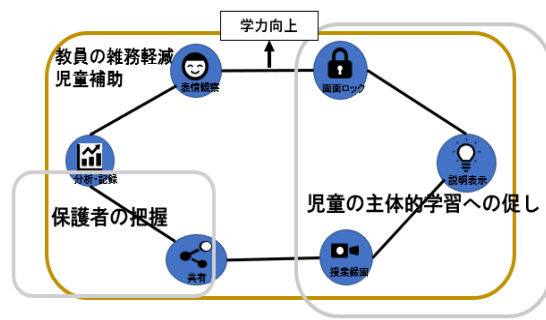 学力向上
教員の雑務軽減
児童補助
表情観察
画面ロック
分析・記録
説明表示
保護者の把握
児童の主体的学習への促し
共有
授業録画